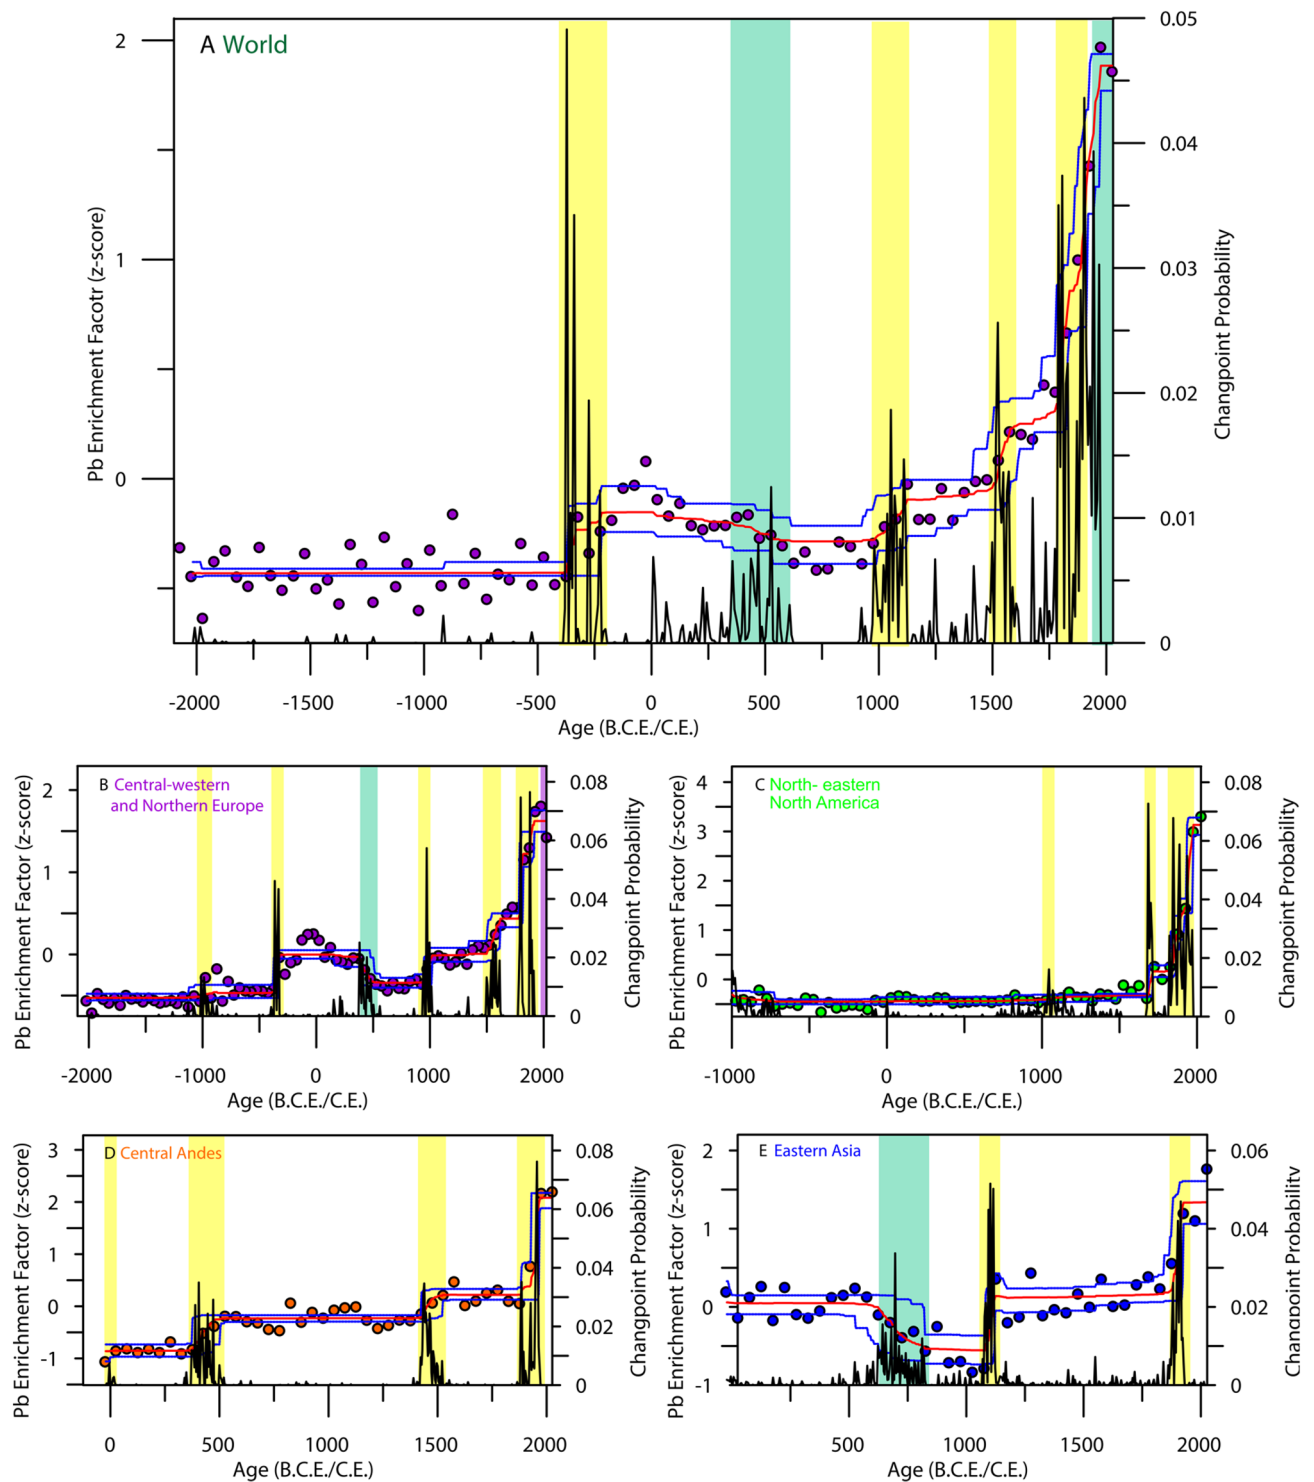 A World
2
1
0
Pb Enrichment Facotr (z-score)
0.05
0.04
0.03
0.02
0.01
0
Changpoint Probability
-2000 -1500 -1000 -500 0 500 1000 1500 2000
Age (B.C.E./C.E.)
B Central-western
and Northern Europe
2
1
0
Pb Enrichment Factor (z-score)
0.08
0.06
0.04
0.02
0
Changpoint Probability
-2000 -1000 0 1000 2000
Age (B.C.E./C.E.)
C North- eastern
North America
4
3
2
1
0
Pb Enrichment Factor (z-score)
0.08
0.06
0.04
0.02
0
Changpoint Probability
-1000 0 1000 2000
Age (B.C.E./C.E.)
D Central Andes
3
2
1
0
-1
Pb Enrichment Factor (z-score)
0.08
0.06
0.04
0.02
0
Changpoint Probability
0 500 1000 1500 2000
Age (B.C.E./C.E.)
E Eastern Asia
2
1
0
-1
Pb Enrichment Factor (z-score)
0.06
0.04
0.02
0
Changpoint Probability
500 1000 1500 2000
Age (B.C.E./C.E.)